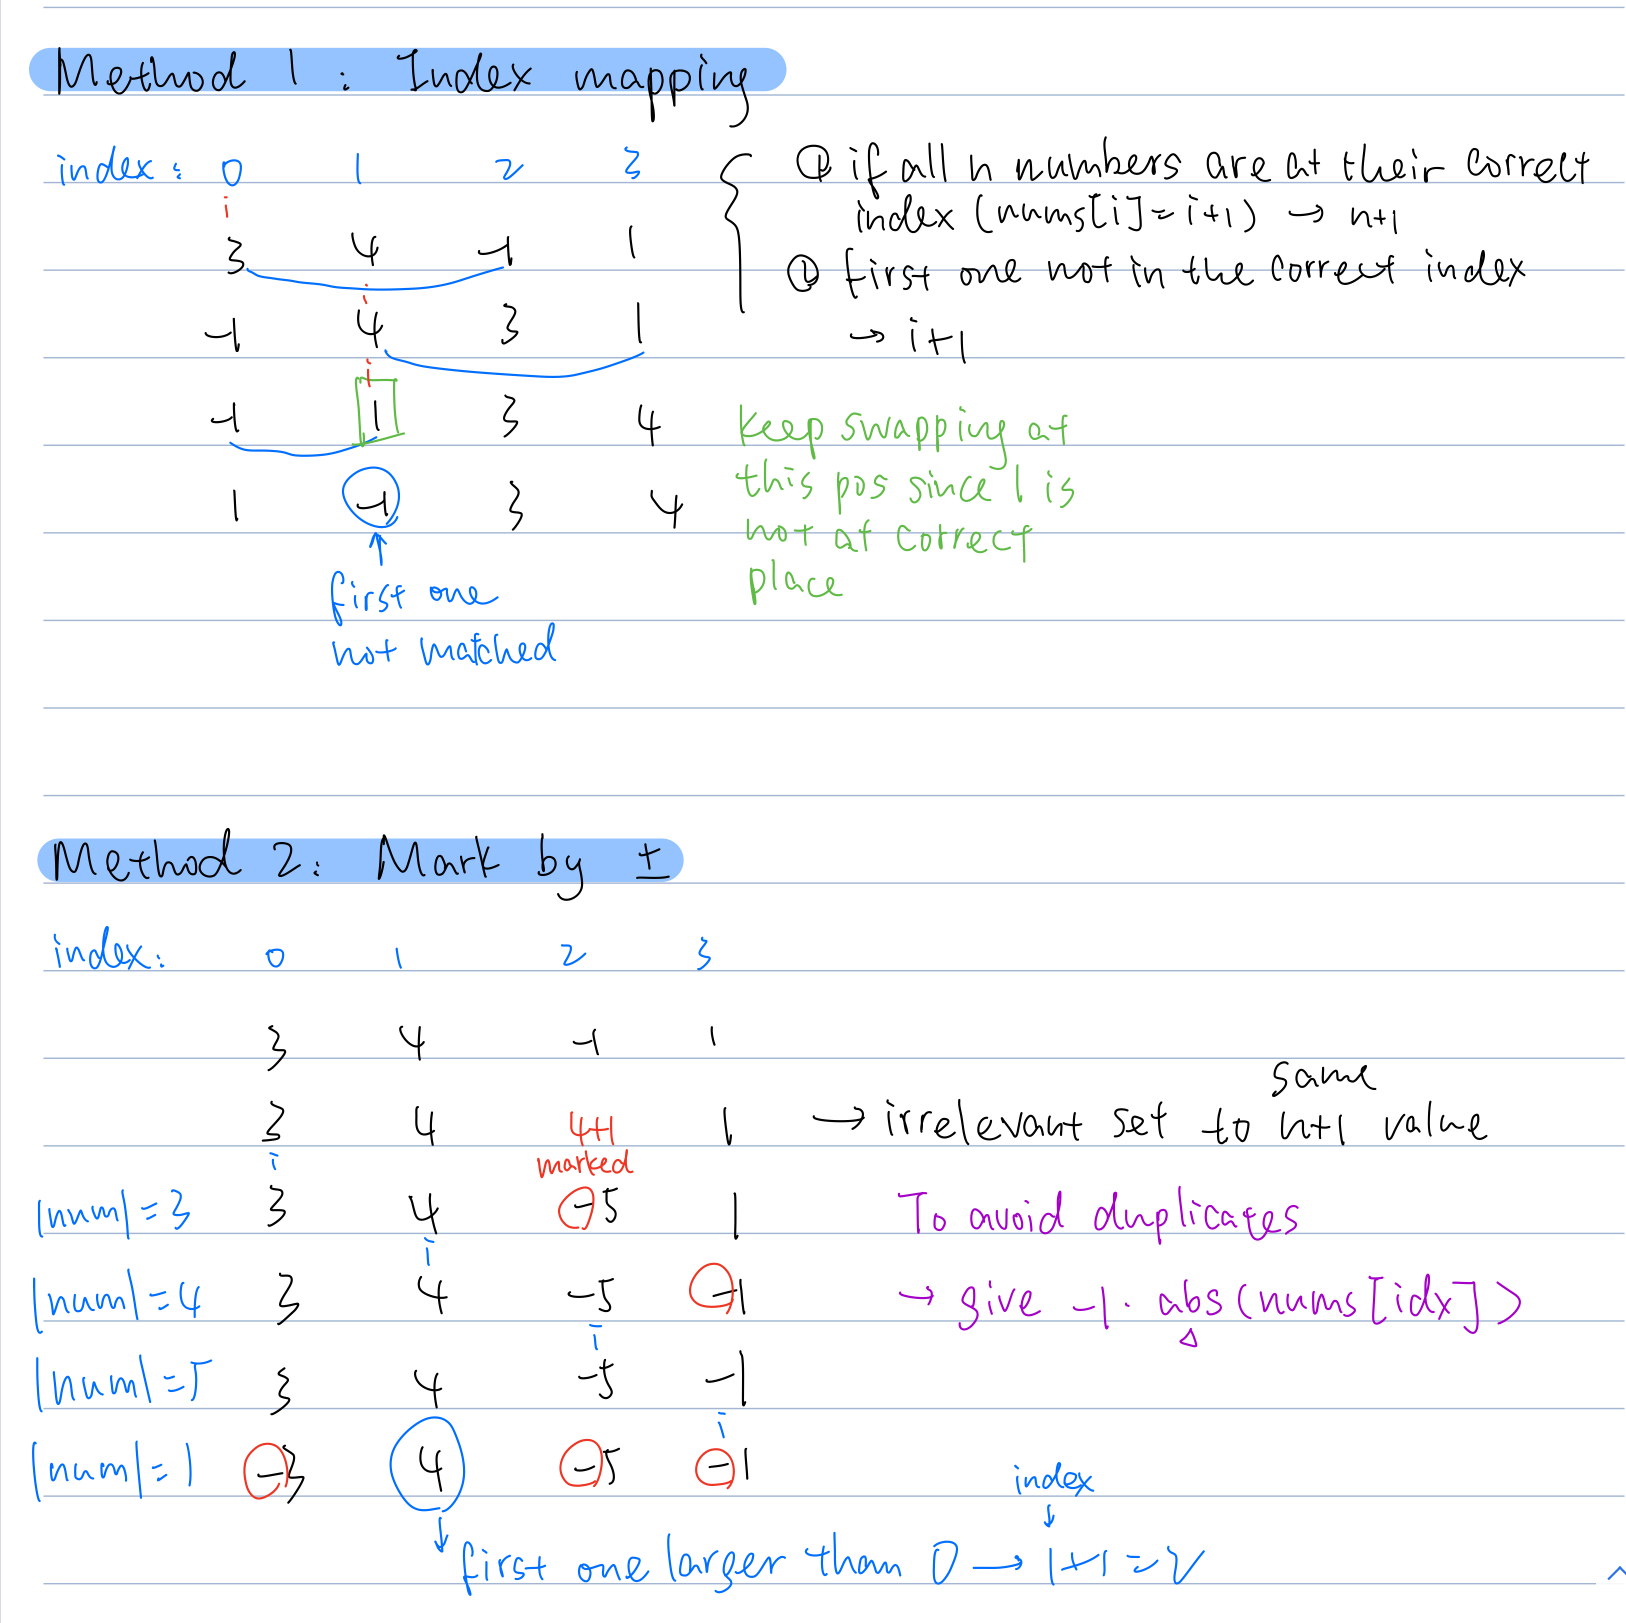 Method 1 : Index mapping
index: 0 1 2 3
i
3 4 -1 1
i
-1 4 3 1
i
-1 1 3 4
1 -1 3 4
↑
first one
not matched
① if all n numbers are at their correct
index (nums[i]=i+1) → n+1
② first one not in the correct index
→ i+1
keep swapping at
this pos since 1 is
not at correct
place
Method 2: Mark by ±
index: 0 1 2 3
3 4 -1 1
same
3 4 4+1 1 → irrelevant set to n+1 value
i marked
|num|=3 3 4 -5 1 To avoid duplicates
i
|num|=4 3 4 -5 -1 → give -1. abs(nums[idx])
i
|num|=5 3 4 -5 -1
i
|num|=1 -3 4 -5 -1
index
↓
↓ first one larger than 0 → 1+1=2